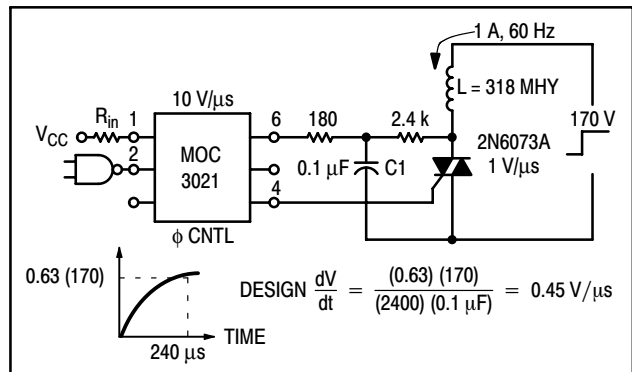 1 A, 60 Hz
L = 318 MHY
10 V/μs
R_in
1
6
180
2.4 k
170 V
V_CC
2
MOC
3021
2N6073A
1 V/μs
0.1 μF
C1
4
φ CNTL
0.63 (170)
DESIGN dV/dt = (0.63) (170) / (2400) (0.1 μF) = 0.45 V/μs
TIME
240 μs